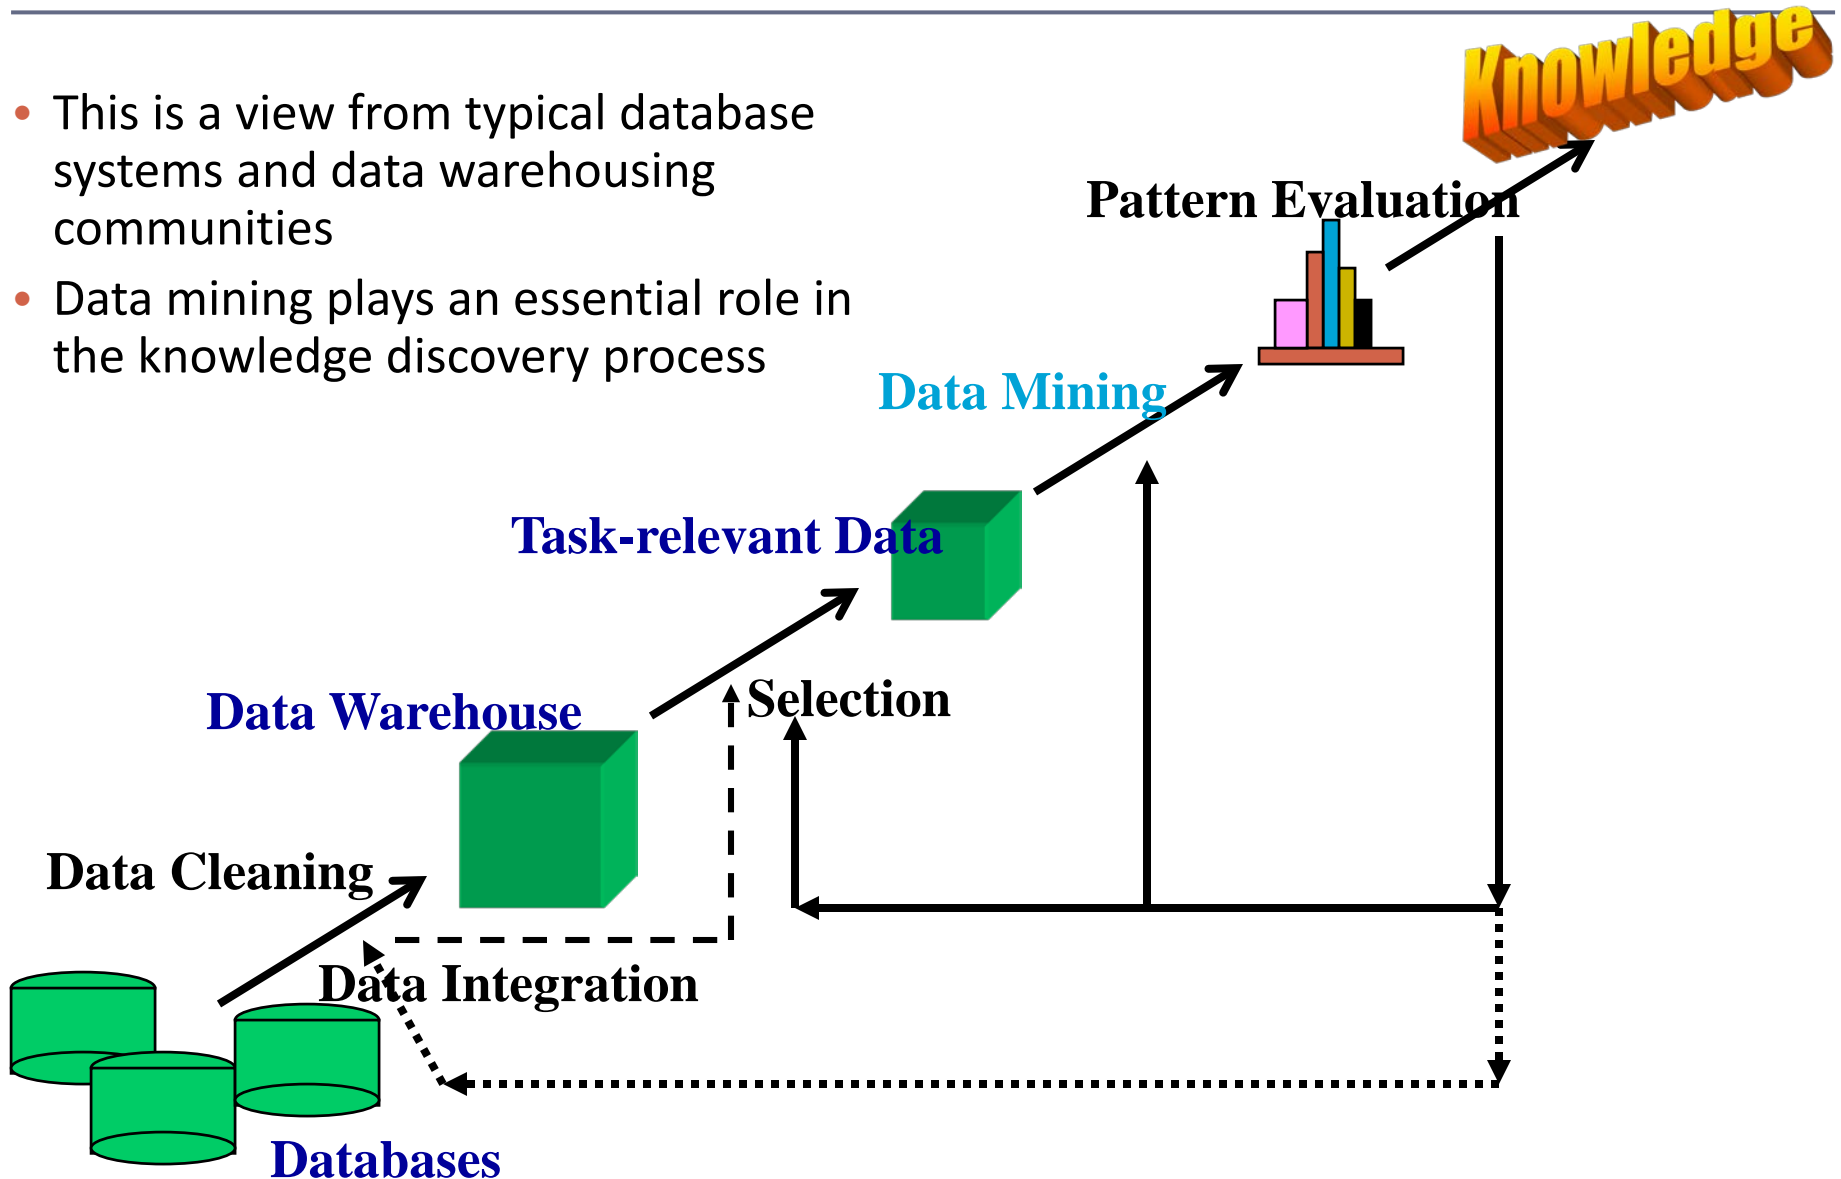 Knowledge
• This is a view from typical database
systems and data warehousing
communities
• Data mining plays an essential role in
the knowledge discovery process
Pattern Evaluation
Data Mining
Task-relevant Data
Selection
Data Warehouse
Data Cleaning
Data Integration
Databases